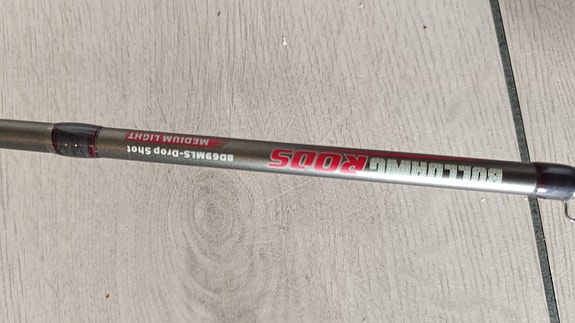 BULLDAWG RODS
BD69MLS-Drop Shot
MEDIUM LIGHT